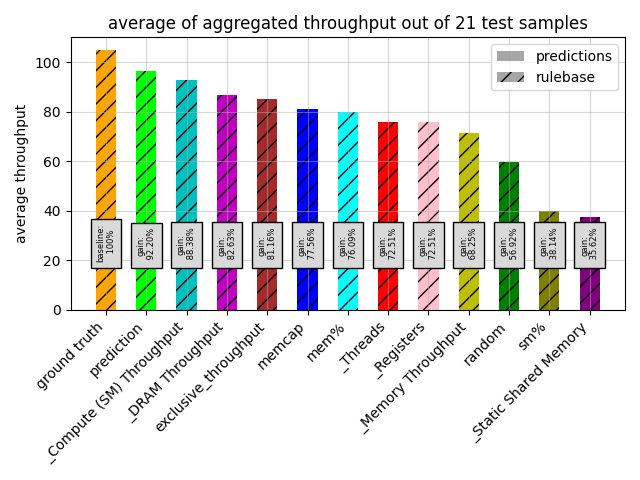 average of aggregated throughput out of 21 test samples
predictions
rulebase
average throughput
100
80
60
40
20
0
baseline:
100%
gain:
92.20%
gain:
88.38%
gain:
82.63%
gain:
81.16%
gain:
77.56%
gain:
76.09%
gain:
72.51%
gain:
72.51%
gain:
68.25%
gain:
56.92%
gain:
38.14%
gain:
35.62%
ground truth
prediction
_Compute (SM) Throughput
_DRAM Throughput
exclusive_throughput
memcap
mem%
_Threads
_Registers
_Memory Throughput
random
sm%
_Static Shared Memory